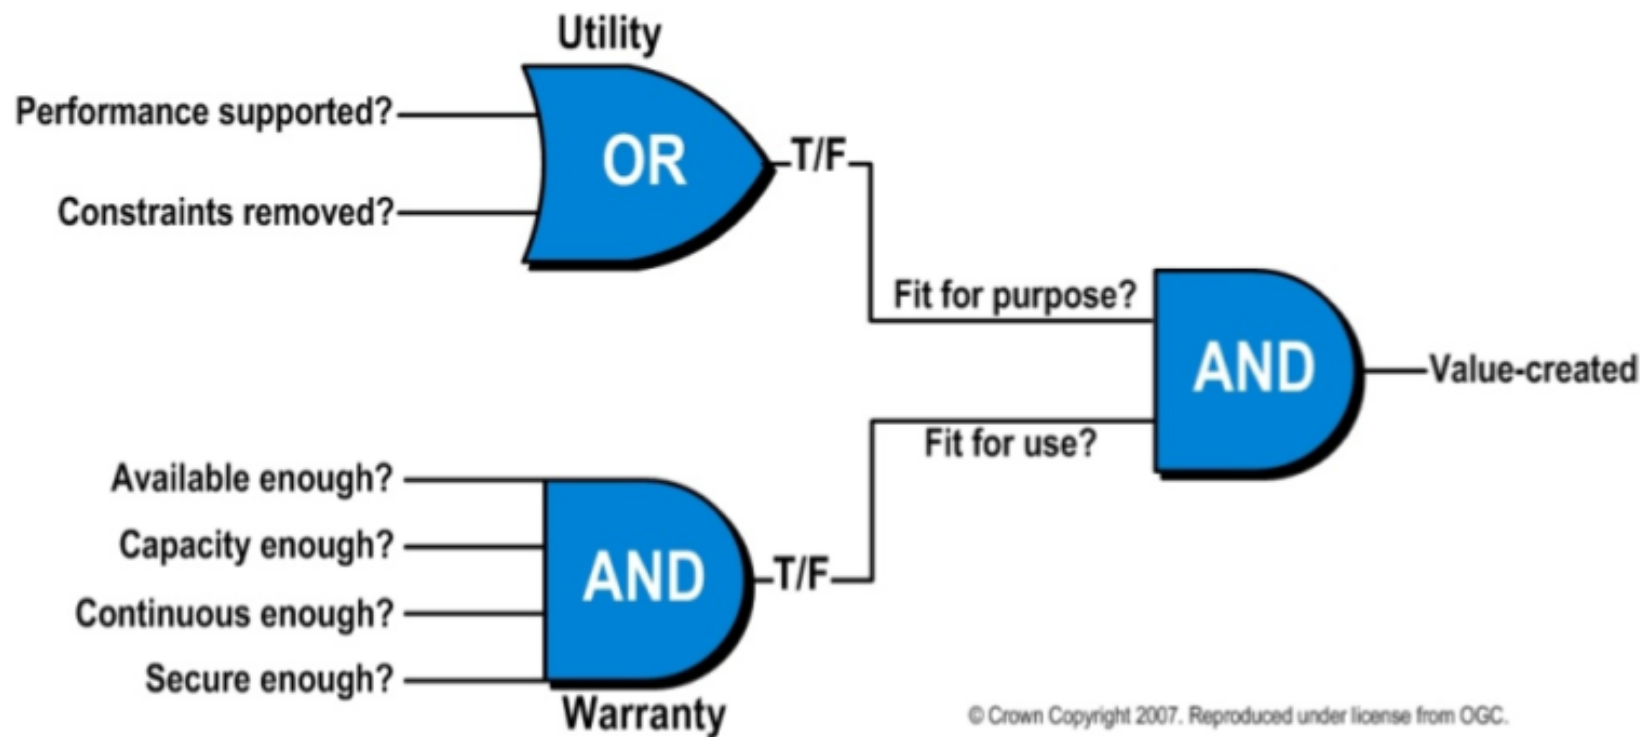 Utility
Performance supported?
OR
T/F
Constraints removed?
Fit for purpose?
AND
Value-created
Fit for use?
Available enough?
Capacity enough?
AND
T/F
Continuous enough?
Secure enough?
Warranty
© Crown Copyright 2007. Reproduced under license from OGC.